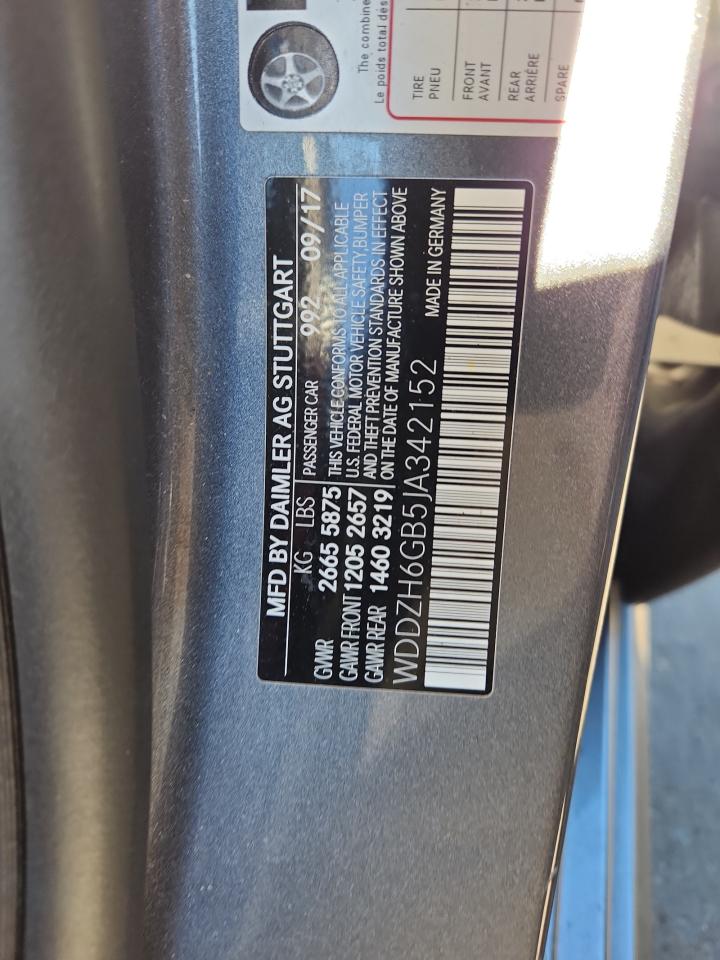 The combine
Le poids total dés
TIRE
PNEU
FRONT
AVANT
REAR
ARRIÈRE
SPARE
MFD BY DAIMLER AG STUTTGART
KG LBS PASSENGER CAR 992 09/17
GVWR 2665 5875 THIS VEHICLE CONFORMS TO ALL APPLICABLE
GAWR FRONT 1205 2657 U.S. FEDERAL MOTOR VEHICLE SAFETY, BUMPER
GAWR REAR 1460 3219 AND THEFT PREVENTION STANDARDS IN EFFECT
ON THE DATE OF MANUFACTURE SHOWN ABOVE
WDDZH6GB5JA342152 MADE IN GERMANY